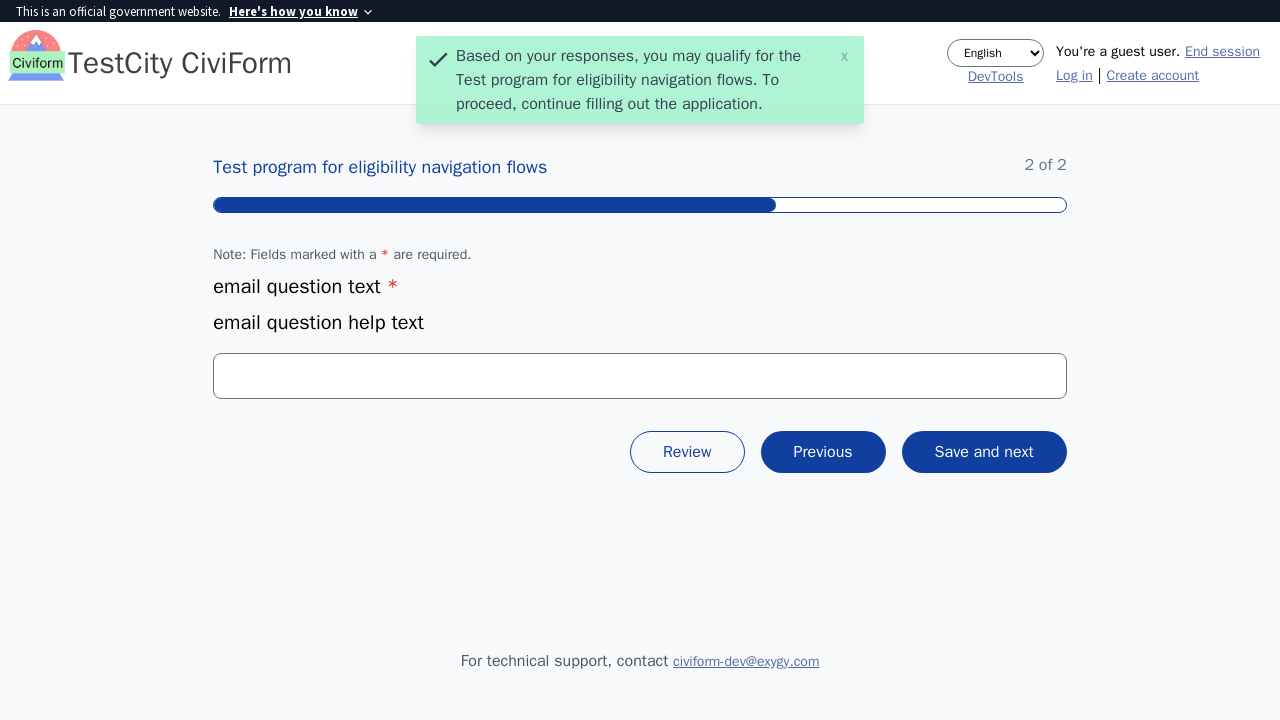 This is an official government website. Here's how you know
Civiform
TestCity CiviForm
Based on your responses, you may qualify for the
Test program for eligibility navigation flows. To
proceed, continue filling out the application.
x
English
DevTools
You're a guest user. End session
Log in | Create account
Test program for eligibility navigation flows
2 of 2
Note: Fields marked with a * are required.
email question text *
email question help text
Review
Previous
Save and next
For technical support, contact civiform-dev@exygy.com